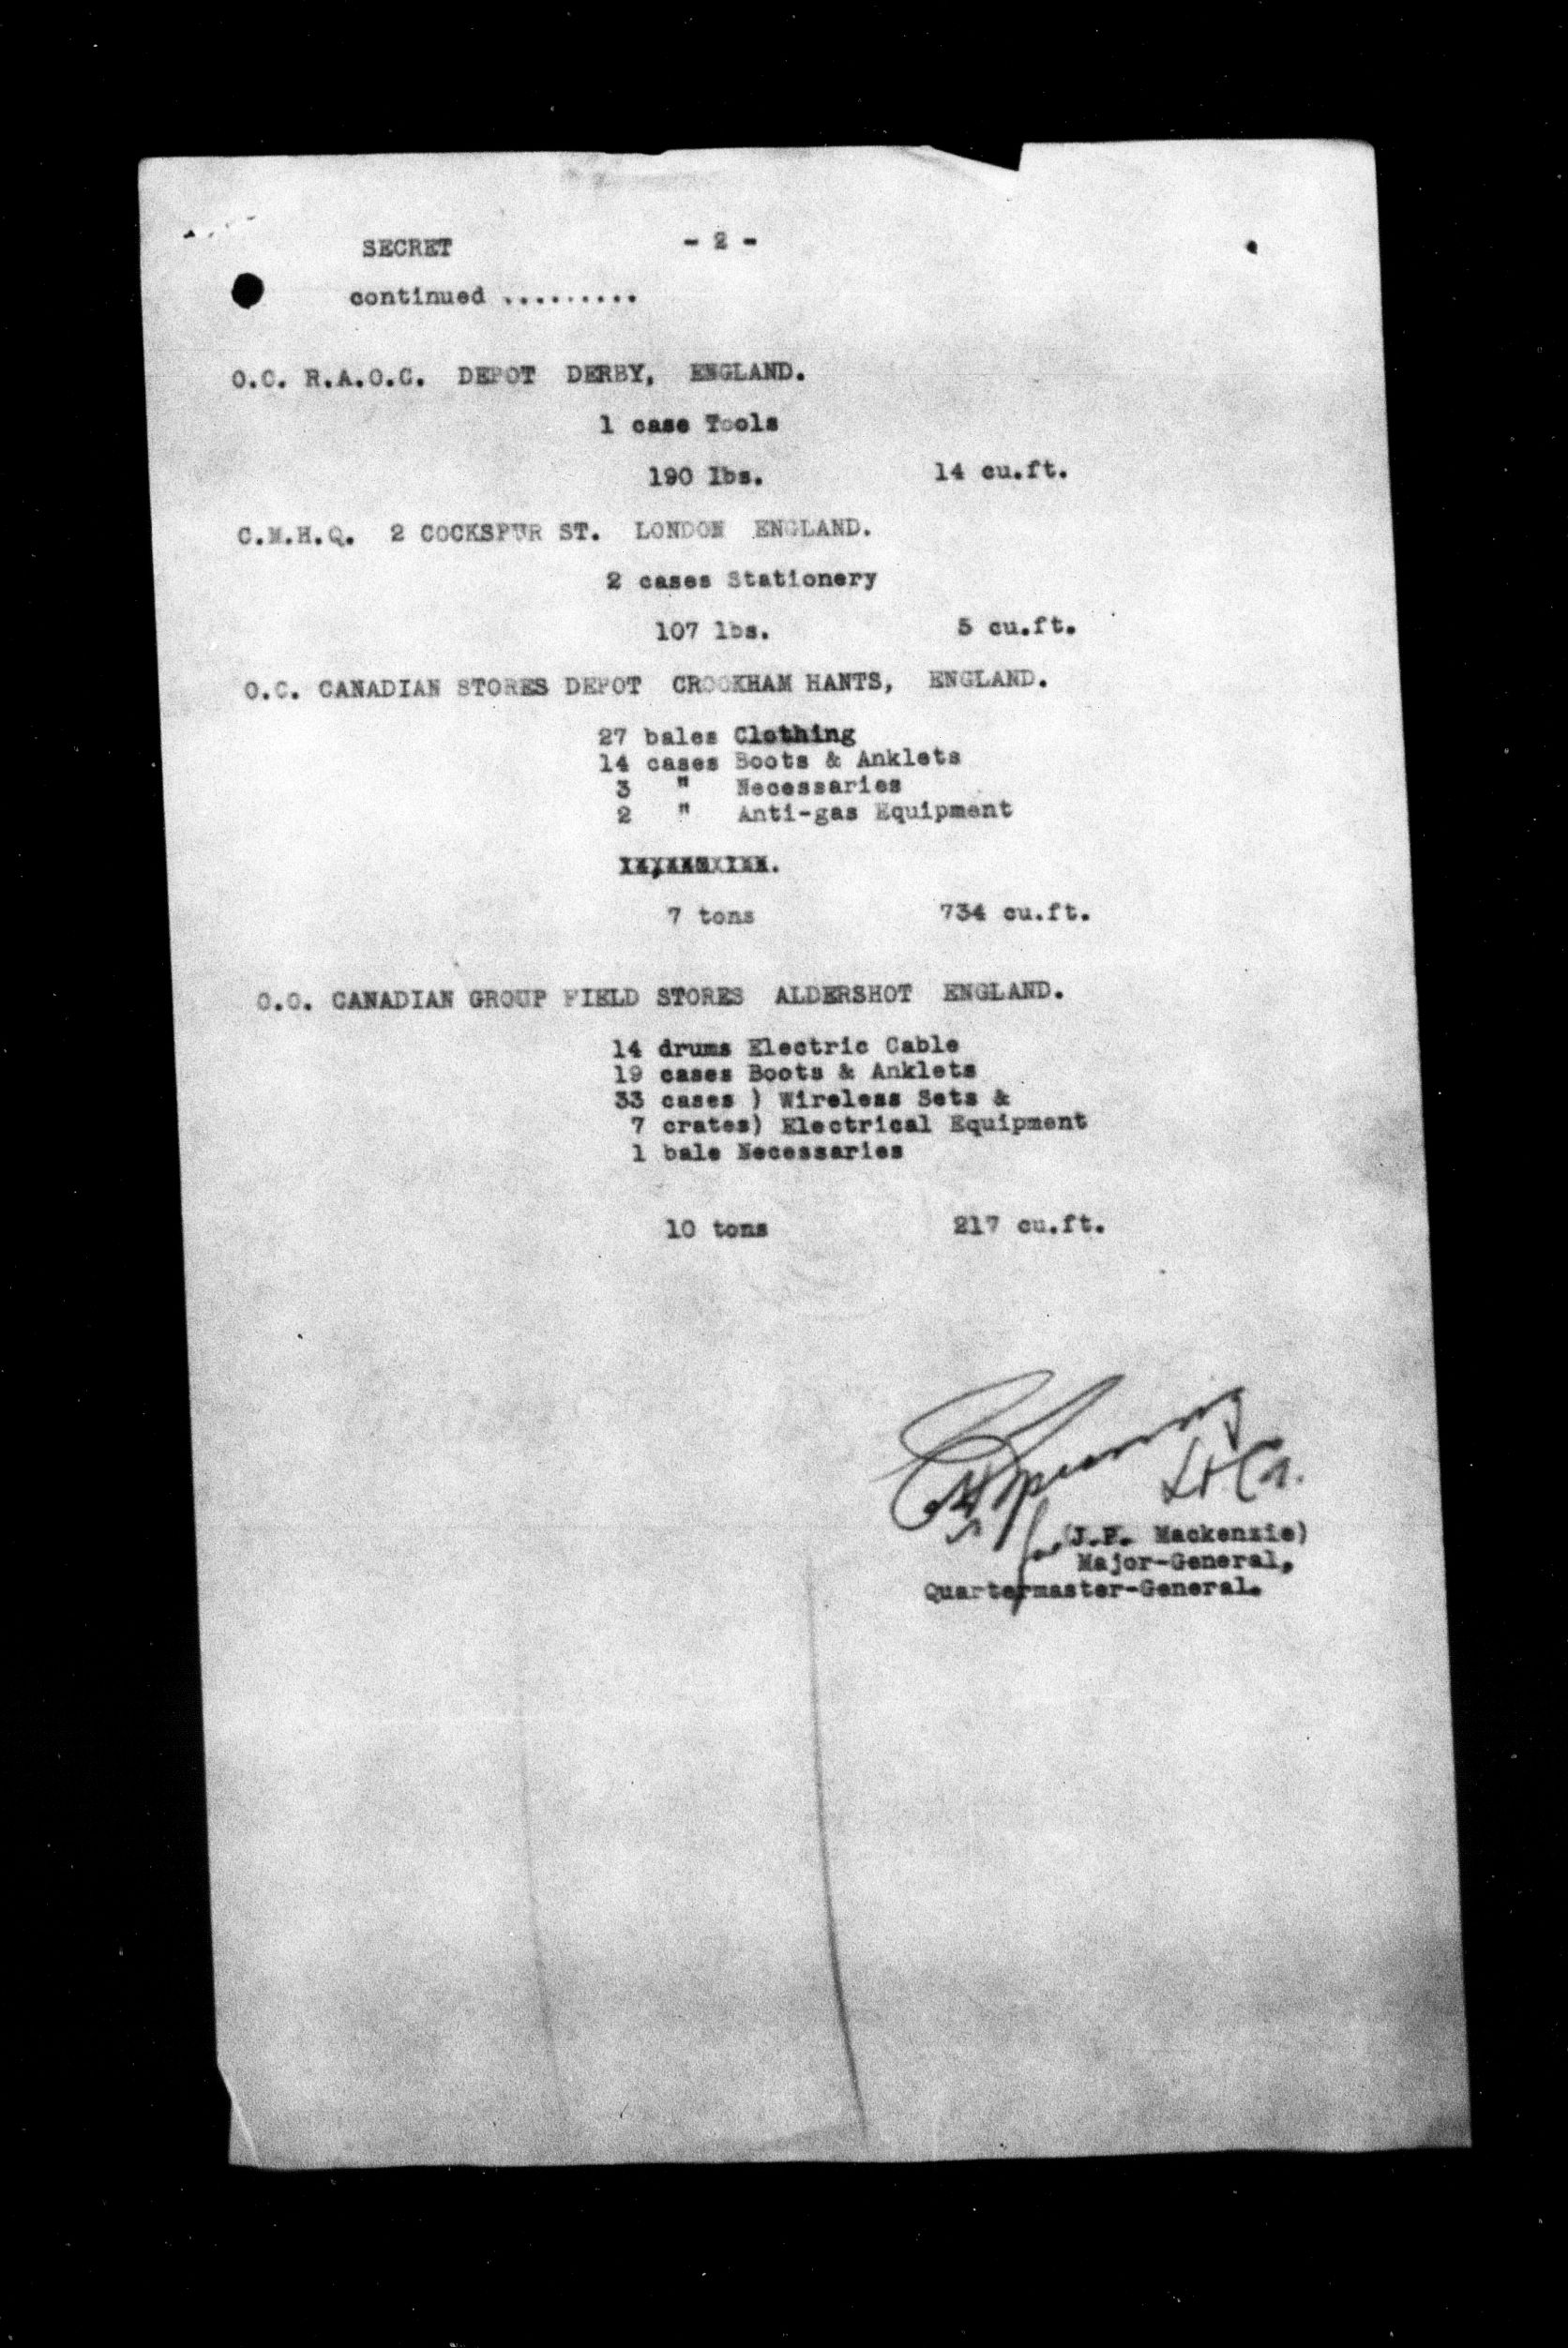 SECRET - 2 -
continued .........
O.C. R.A.O.C. DEPOT DERBY, ENGLAND.
1 case Tools
190 lbs. 14 cu.ft.
C.M.H.Q. 2 COCKSPUR ST. LONDON ENGLAND.
2 cases Stationery
107 lbs. 5 cu.ft.
O.C. CANADIAN STORES DEPOT CROOKHAM HANTS, ENGLAND.
27 bales Clothing
14 cases Boots & Anklets
3 " Necessaries
2 " Anti-gas Equipment
7 tons 734 cu.ft.
O.C. CANADIAN GROUP FIELD STORES ALDERSHOT ENGLAND.
14 drums Electric Cable
19 cases Boots & Anklets
33 cases ) Wireless Sets &
7 crates) Electrical Equipment
1 bale Necessaries
10 tons 217 cu.ft.
for (J.P. Mackenzie)
Major-General,
Quartermaster-General.